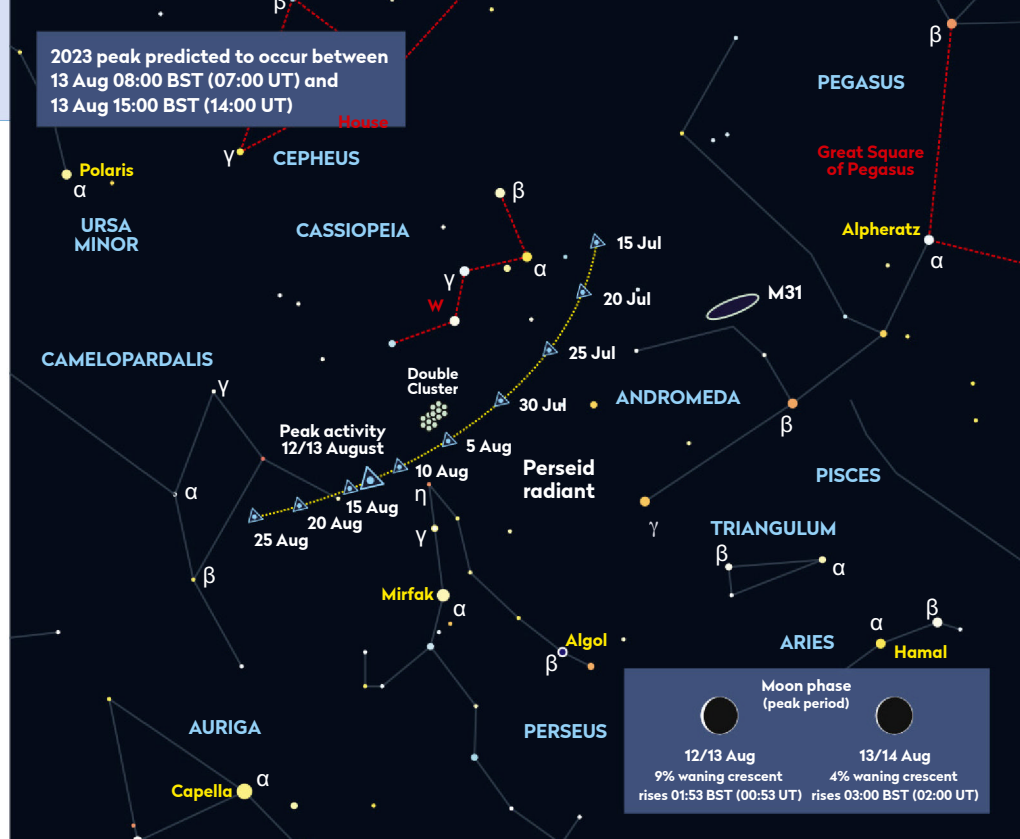 β
2023 peak predicted to occur between
13 Aug 08:00 BST (07:00 UT) and
13 Aug 15:00 BST (14:00 UT)
β
PEGASUS
House
γ
CEPHEUS
Great Square
of Pegasus
Polaris
α
β
URSA
MINOR
CASSIOPEIA
Alpheratz
α
15 Jul
α
γ
M31
20 Jul
W
25 Jul
CAMELOPARDALIS
γ
Double
Cluster
ANDROMEDA
30 Jul
β
Peak activity
12/13 August
5 Aug
10 Aug
Perseid
radiant
PISCES
α
η
15 Aug
20 Aug
25 Aug
γ
γ
TRIANGULUM
β
α
β
Mirfak
α
β
α
Algol
β
ARIES
Hamal
AURIGA
PERSEUS
Capella
α
Moon phase
(peak period)
12/13 Aug
9% waning crescent
rises 01:53 BST (00:53 UT)
13/14 Aug
4% waning crescent
rises 03:00 BST (02:00 UT)